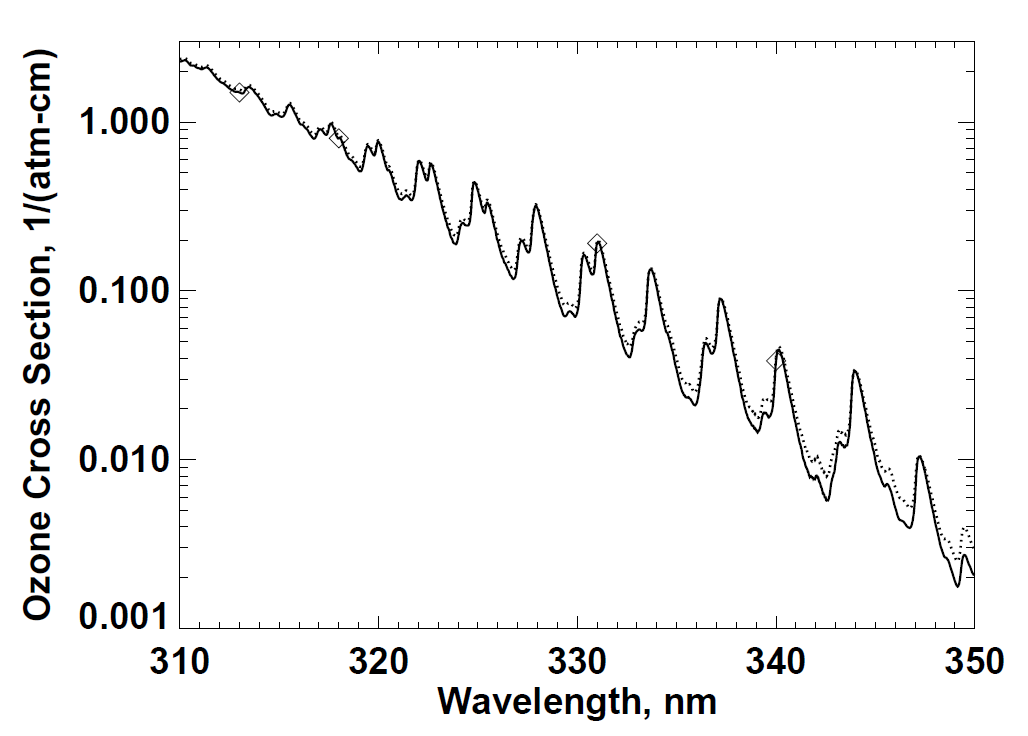 Ozone Cross Section, 1/(atm-cm)
1.000
0.100
0.010
0.001
310 320 330 340 350
Wavelength, nm